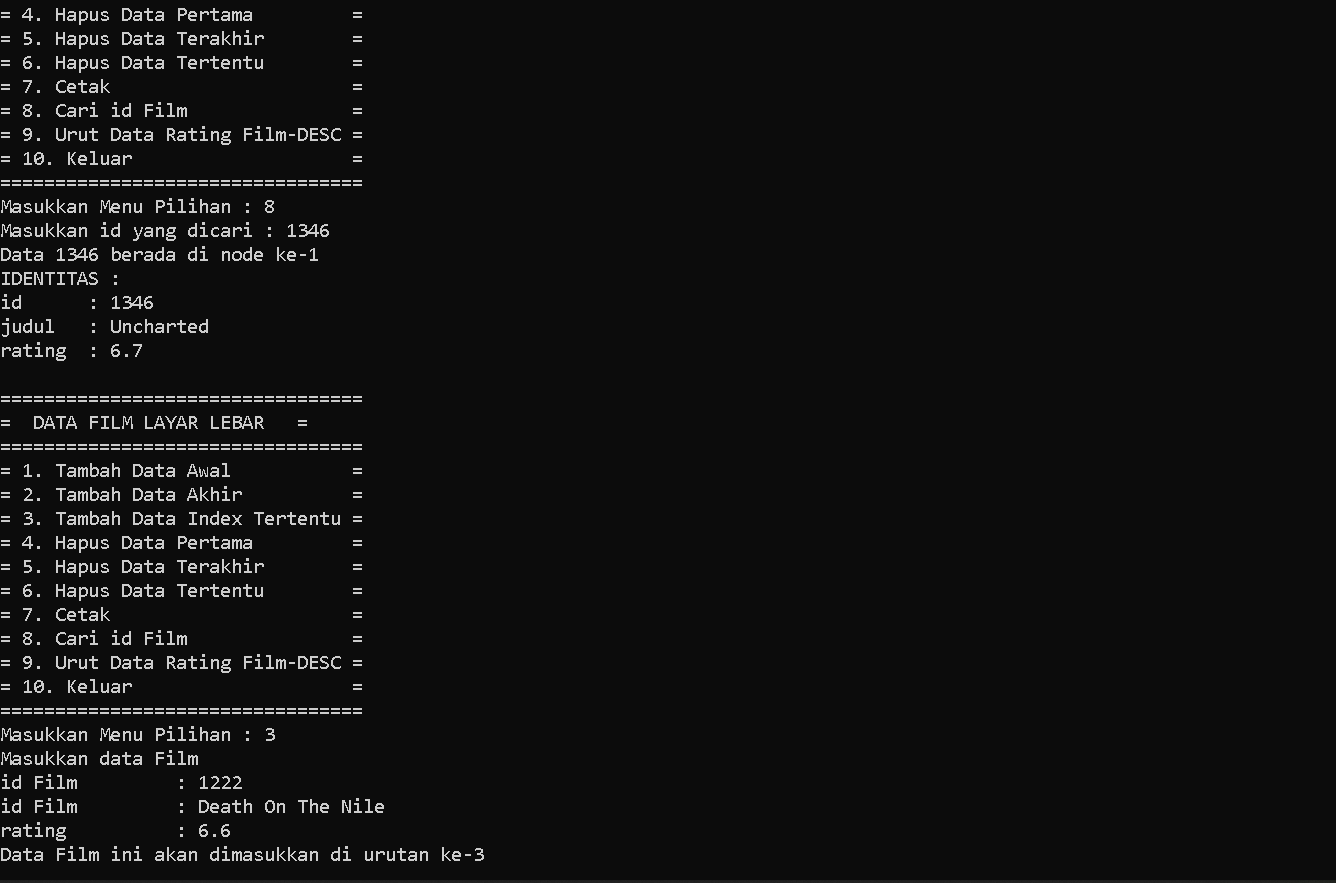 = 4. Hapus Data Pertama         =
= 5. Hapus Data Terakhir        =
= 6. Hapus Data Tertentu        =
= 7. Cetak                      =
= 8. Cari id Film               =
= 9. Urut Data Rating Film-DESC =
= 10. Keluar                    =
=================================
Masukkan Menu Pilihan : 8
Masukkan id yang dicari : 1346
Data 1346 berada di node ke-1
IDENTITAS :
id      : 1346
judul   : Uncharted
rating  : 6.7
=================================
=  DATA FILM LAYAR LEBAR   =
=================================
= 1. Tambah Data Awal           =
= 2. Tambah Data Akhir          =
= 3. Tambah Data Index Tertentu =
= 4. Hapus Data Pertama         =
= 5. Hapus Data Terakhir        =
= 6. Hapus Data Tertentu        =
= 7. Cetak                      =
= 8. Cari id Film               =
= 9. Urut Data Rating Film-DESC =
= 10. Keluar                    =
=================================
Masukkan Menu Pilihan : 3
Masukkan data Film
id Film         : 1222
id Film         : Death On The Nile
rating          : 6.6
Data Film ini akan dimasukkan di urutan ke-3